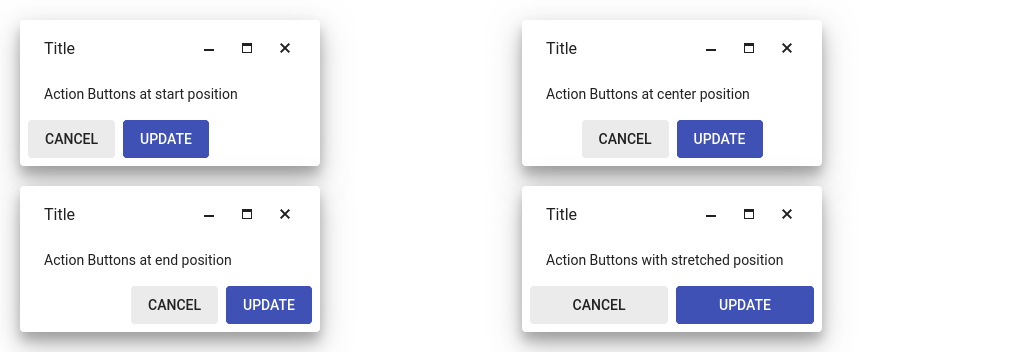 Title
Action Buttons at start position
CANCEL UPDATE
Title
Action Buttons at center position
CANCEL UPDATE
Title
Action Buttons at end position
CANCEL UPDATE
Title
Action Buttons with stretched position
CANCEL UPDATE